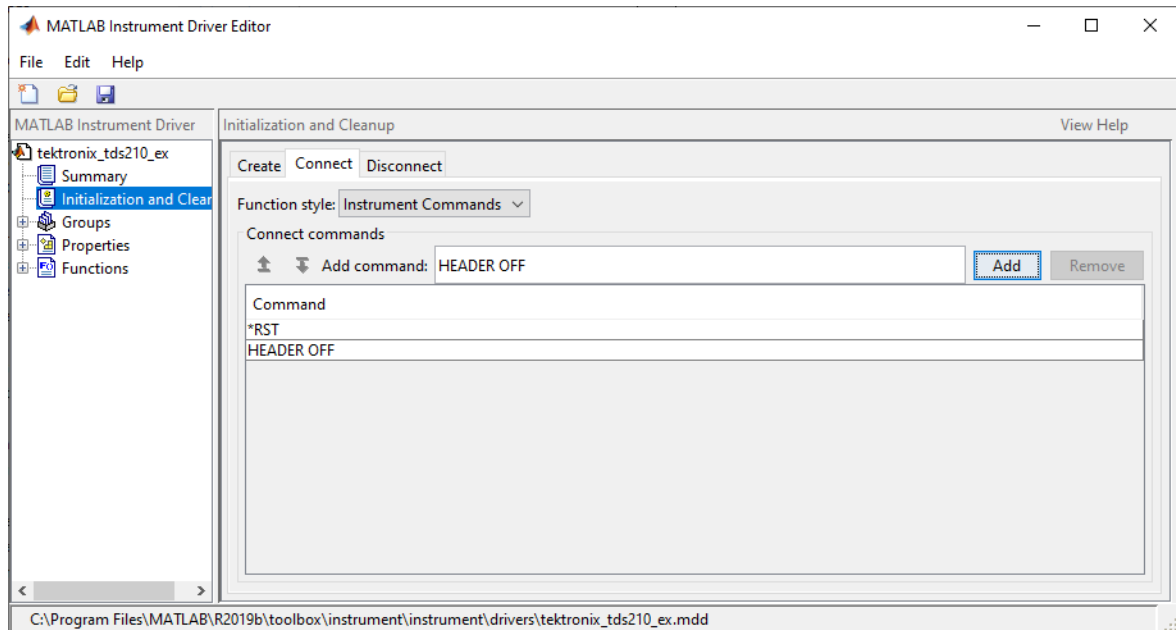 MATLAB Instrument Driver Editor
File Edit Help
MATLAB Instrument Driver
Initialization and Cleanup View Help
tektronix_tds210_ex
Summary
Initialization and Clear
Groups
Properties
Functions
Create Connect Disconnect
Function style: Instrument Commands
Connect commands
Add command: HEADER OFF Add Remove
Command
*RST
HEADER OFF
C:\Program Files\MATLAB\R2019b\toolbox\instrument\instrument\drivers\tektronix_tds210_ex.mdd